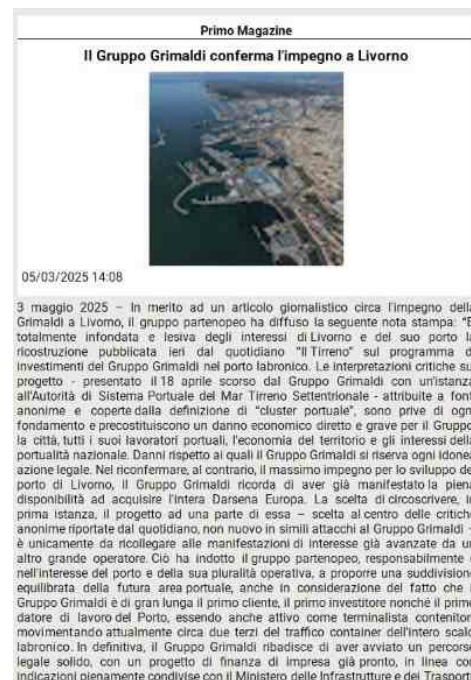 Primo Magazine
Il Gruppo Grimaldi conferma l'impegno a Livorno
05/03/2025 14:08
3 maggio 2025 – In merito ad un articolo giornalistico circa l'impegno della
Grimaldi a Livorno, il gruppo partenopeo ha diffuso la seguente nota stampa: "È
totalmente infondata e lesiva degli interessi di Livorno e del suo porto la
ricostruzione pubblicata ieri dal quotidiano "Il Tirreno" sul programma di
investimenti del Gruppo Grimaldi nel porto labronico. Le interpretazioni critiche sul
progetto - presentato il 18 aprile scorso dal Gruppo Grimaldi con un'istanza
all'Autorità di Sistema Portuale del Mar Tirreno Settentrionale - attribuite a fonti
anonime e coperte dalla definizione di "cluster portuale", sono prive di ogni
fondamento e precostituiscono un danno economico diretto e grave per il Gruppo,
la città, tutti i suoi lavoratori portuali, l'economia del territorio e gli interessi della
portualità nazionale. Danni rispetto ai quali il Gruppo Grimaldi si riserva ogni idonea
azione legale. Nel riconfermare, al contrario, il massimo impegno per lo sviluppo del
porto di Livorno, il Gruppo Grimaldi ricorda di aver già manifestato la piena
disponibilità ad acquisire l'intera Darsena Europa. La scelta di circoscrivere, in
prima istanza, il progetto ad una parte di essa – scelta al centro delle critiche
anonime riportate dal quotidiano, non nuovo in simili attacchi al Gruppo Grimaldi –
è unicamente da ricollegare alle manifestazioni di interesse già avanzate da un
altro grande operatore. Ciò ha indotto il gruppo partenopeo, responsabilmente e
nell'interesse del porto e della sua pluralità operativa, a proporre una suddivisione
equilibrata della futura area portuale, anche in considerazione del fatto che il
Gruppo Grimaldi è di gran lunga il primo cliente, il primo investitore nonché il primo
datore di lavoro del Porto, essendo anche attivo come terminalista contenitori
movimentando attualmente circa due terzi del traffico container dell'intero scalo
labronico. In definitiva, il Gruppo Grimaldi ribadisce di aver avviato un percorso
legale solido, con un progetto di finanza di impresa già pronto, in linea con
indicazioni pienamente condivise con il Ministero delle Infrastrutture e dei Trasporti